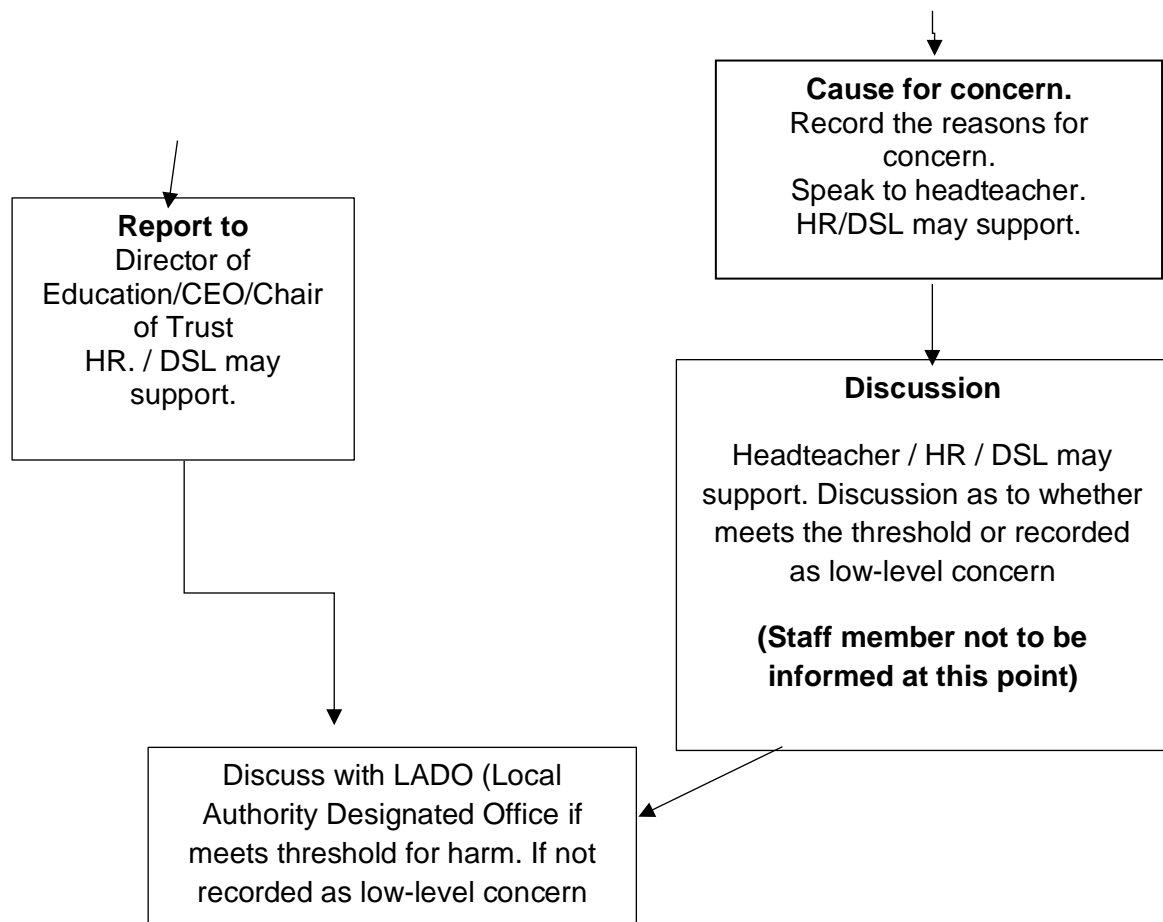 Cause for concern.
Record the reasons for
concern.
Speak to headteacher.
HR/DSL may support.
Report to
Director of
Education/CEO/Chair
of Trust
HR. / DSL may
support.
Discussion
Headteacher / HR / DSL may
support. Discussion as to whether
meets the threshold or recorded
as low-level concern
(Staff member not to be
informed at this point)
Discuss with LADO (Local
Authority Designated Office if
meets threshold for harm. If not
recorded as low-level concern